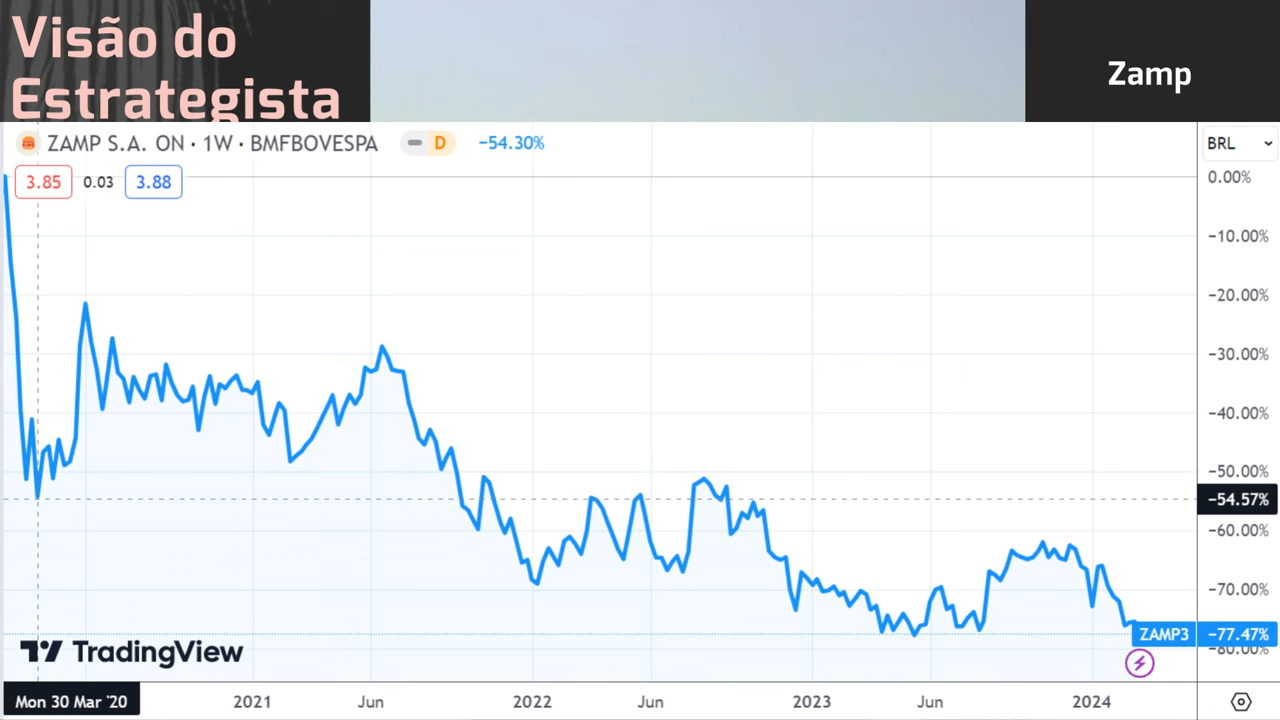 Visão do
Estrategista
Zamp
ZAMP S.A. ON · 1W · BMFBOVESPA
D
−54.30%
BRL
3.85
0.03
3.88
0.00%
−10.00%
−20.00%
−30.00%
−40.00%
−50.00%
−54.57%
−60.00%
−70.00%
ZAMP3 −77.47%
−80.00%
TradingView
Mon 30 Mar '20
2021
Jun
2022
Jun
2023
Jun
2024